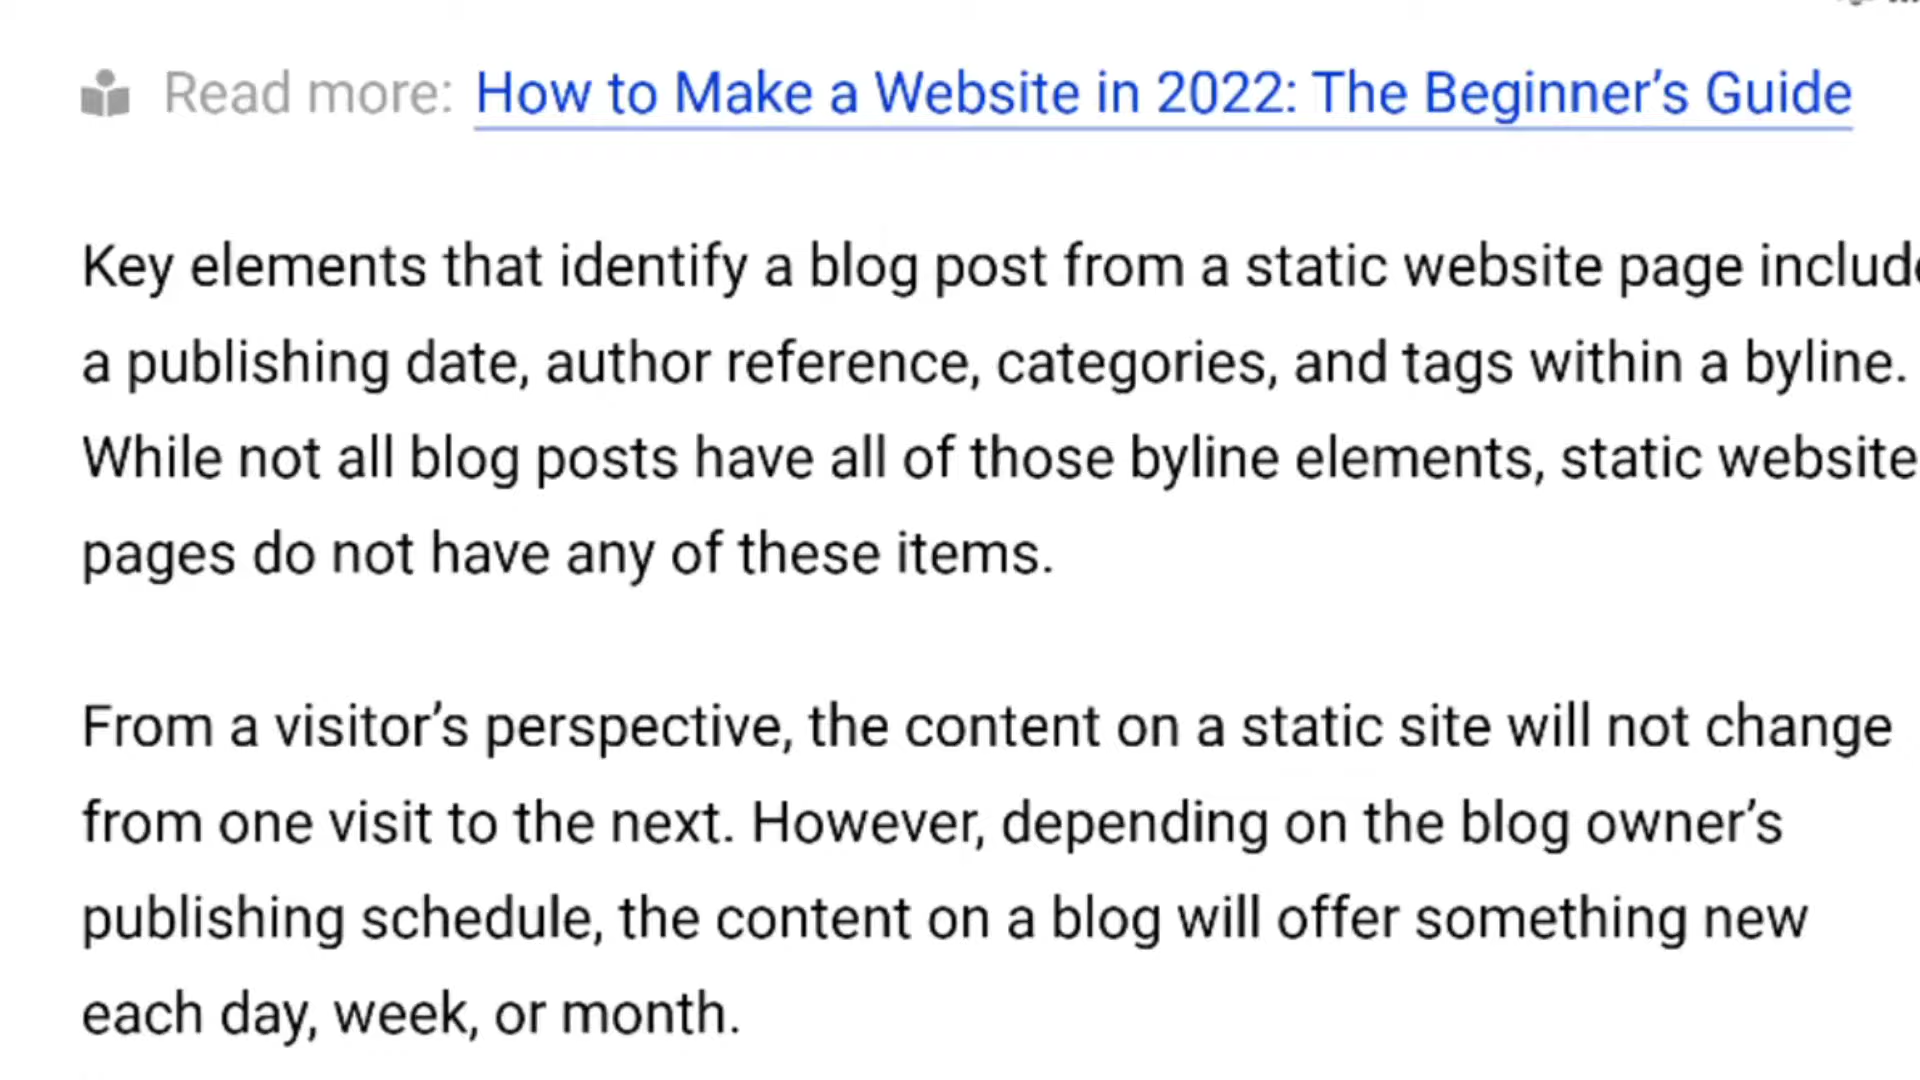 Read more: How to Make a Website in 2022: The Beginner’s Guide
Key elements that identify a blog post from a static website page include
a publishing date, author reference, categories, and tags within a byline.
While not all blog posts have all of those byline elements, static website
pages do not have any of these items.
From a visitor’s perspective, the content on a static site will not change
from one visit to the next. However, depending on the blog owner’s
publishing schedule, the content on a blog will offer something new
each day, week, or month.